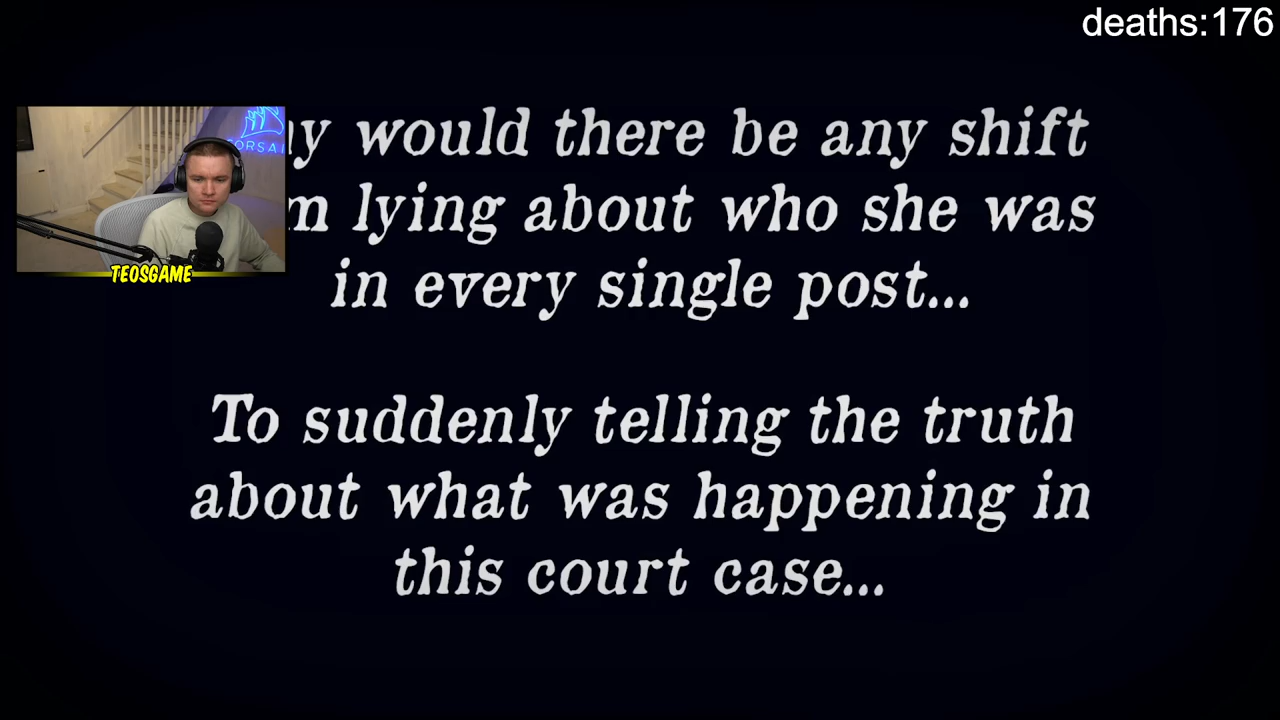 deaths:176
would there be any shift
lying about who she was
in every single post...
To suddenly telling the truth
about what was happening in
this court case...
TEOSGAME